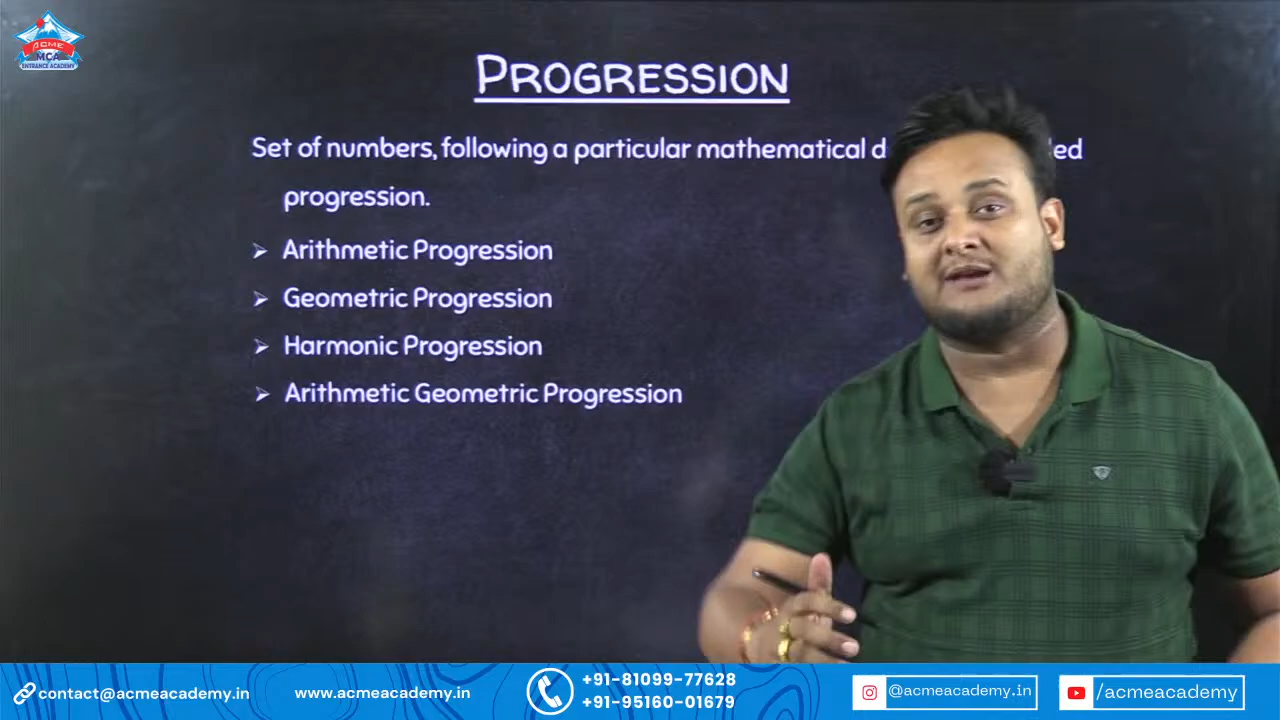 ACME
MCA
ENTRANCE ACADEMY
PROGRESSION
Set of numbers, following a particular mathematical
progression.
➢ Arithmetic Progression
➢ Geometric Progression
➢ Harmonic Progression
➢ Arithmetic Geometric Progression
contact@acmeacademy.in
www.acmeacademy.in
+91-81099-77628
+91-95160-01679
@acmeacademy.in
/acmeacademy